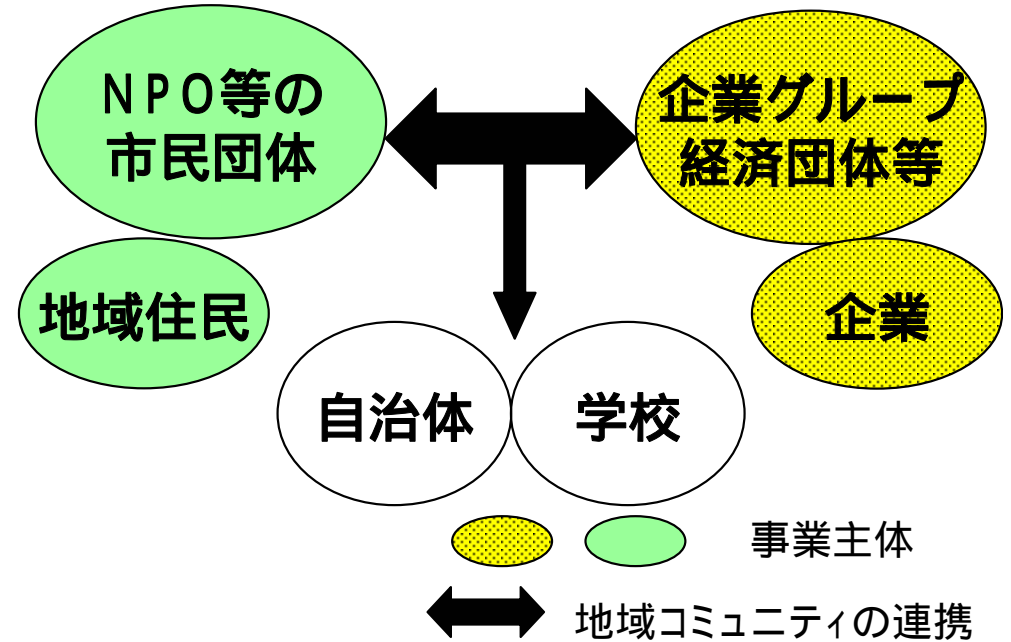 ＮＰＯ等の
市民団体
企業グループ
経済団体等
地域住民
企業
自治体
学校
事業主体
地域コミュニティの連携